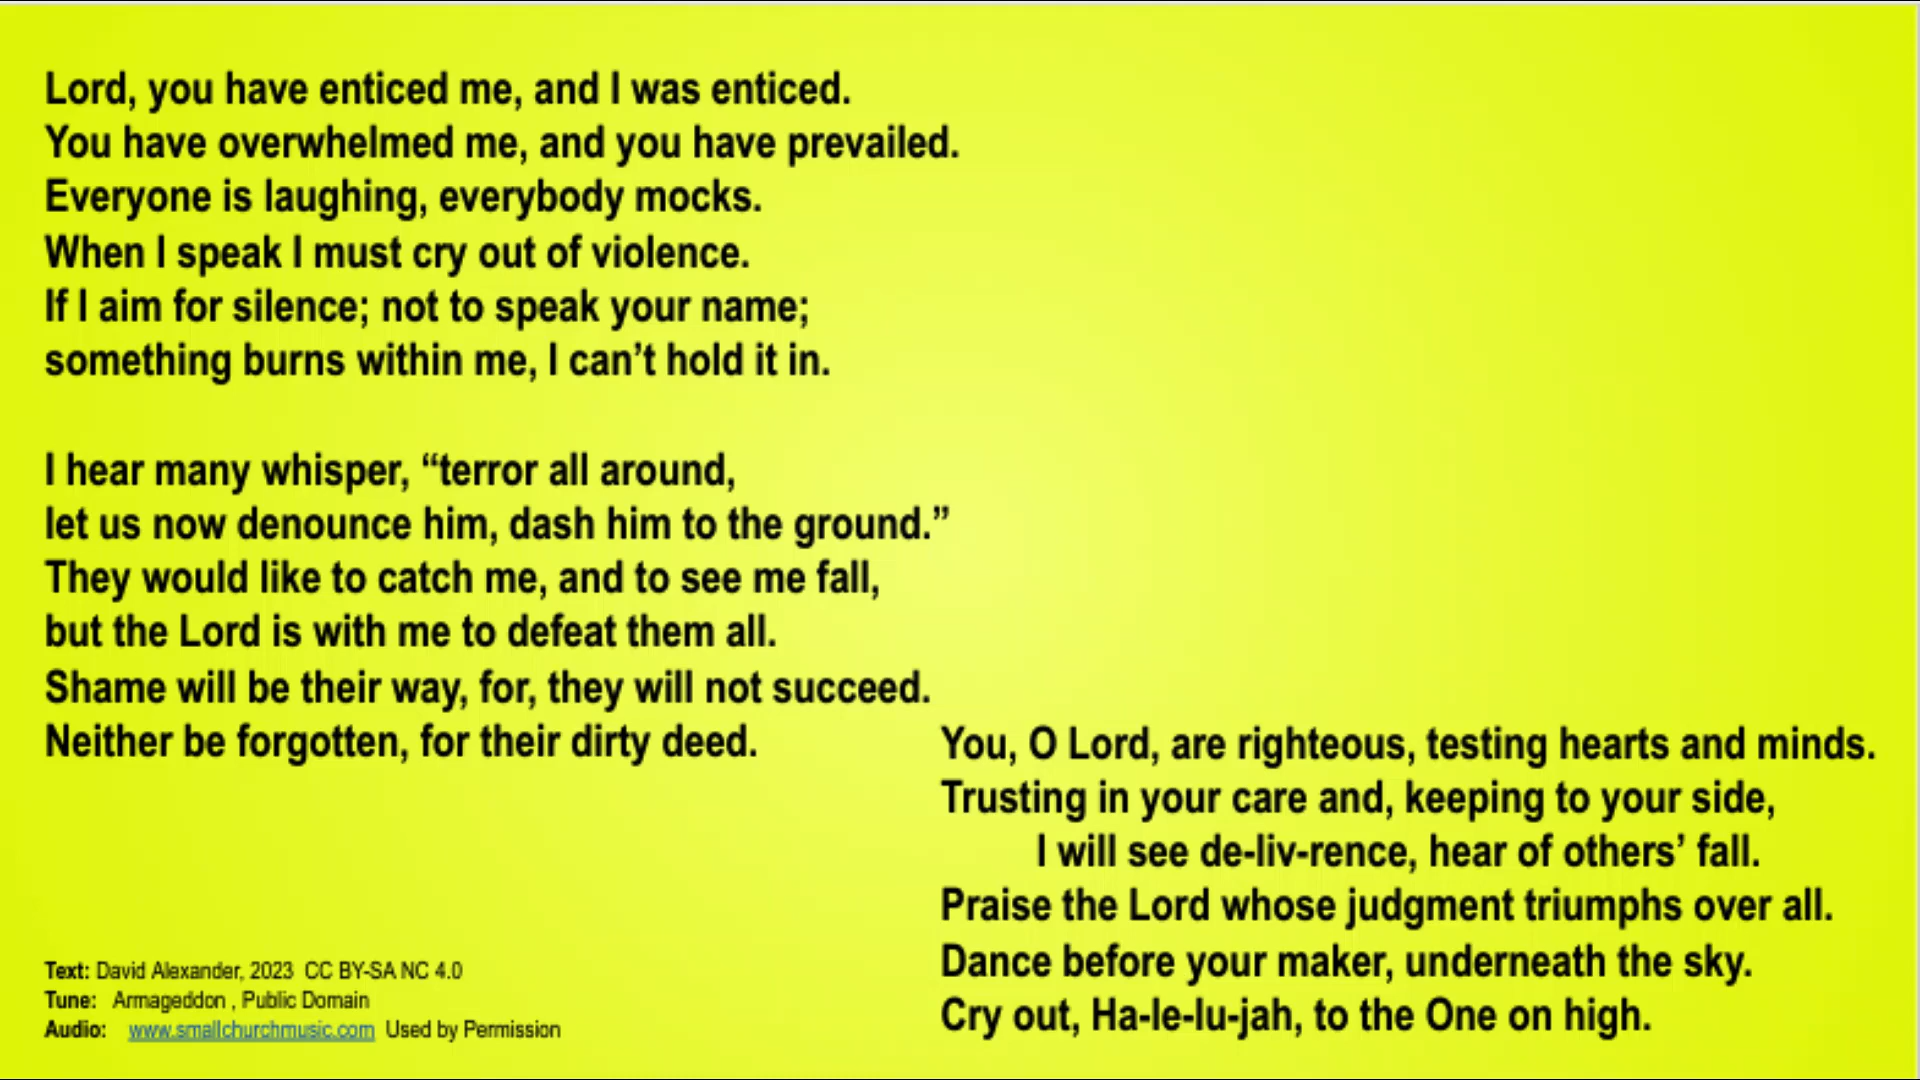 Lord, you have enticed me, and I was enticed.
You have overwhelmed me, and you have prevailed.
Everyone is laughing, everybody mocks.
When I speak I must cry out of violence.
If I aim for silence; not to speak your name;
something burns within me, I can’t hold it in.
I hear many whisper, “terror all around,
let us now denounce him, dash him to the ground.”
They would like to catch me, and to see me fall,
but the Lord is with me to defeat them all.
Shame will be their way, for, they will not succeed.
Neither be forgotten, for their dirty deed.
You, O Lord, are righteous, testing hearts and minds.
Trusting in your care and, keeping to your side,
I will see de-liv-rence, hear of others’ fall.
Praise the Lord whose judgment triumphs over all.
Dance before your maker, underneath the sky.
Cry out, Ha-le-lu-jah, to the One on high.
Text: David Alexander, 2023 CC BY-SA NC 4.0
Tune: Armageddon , Public Domain
Audio: www.smallchurchmusic.com Used by Permission